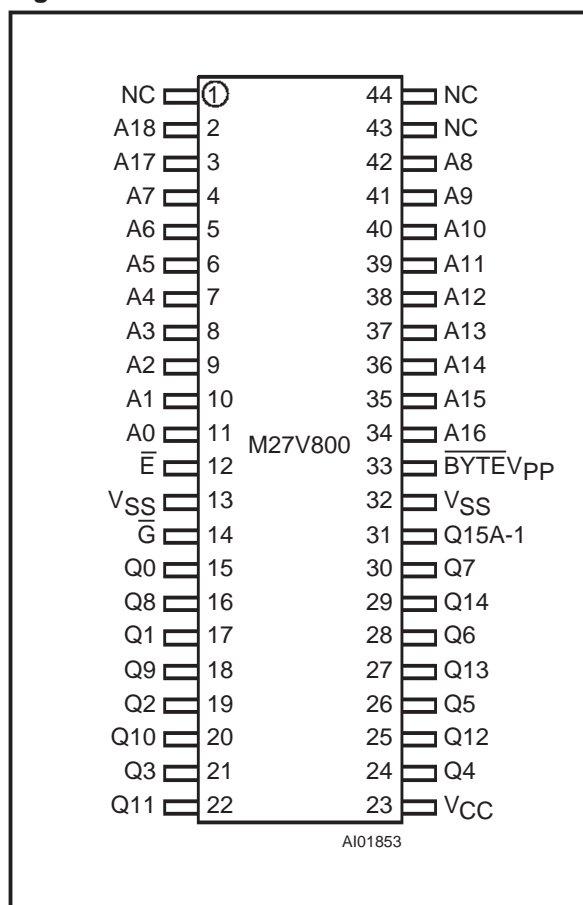 NC 1 44 NC
A18 2 43 NC
A17 3 42 A8
A7 4 41 A9
A6 5 40 A10
A5 6 39 A11
A4 7 38 A12
A3 8 37 A13
A2 9 36 A14
A1 10 35 A15
A0 11 34 A16
M27V800
E̅ 12 33 B̅Y̅T̅E̅VPP
VSS 13 32 VSS
G̅ 14 31 Q15A-1
Q0 15 30 Q7
Q8 16 29 Q14
Q1 17 28 Q6
Q9 18 27 Q13
Q2 19 26 Q5
Q10 20 25 Q12
Q3 21 24 Q4
Q11 22 23 VCC
AI01853